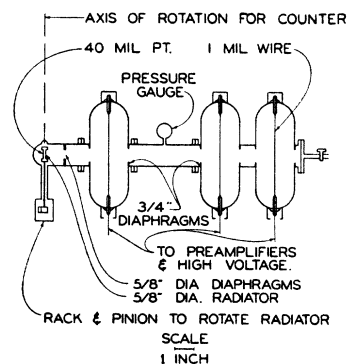 AXIS OF ROTATION FOR COUNTER
40 MIL PT. 1 MIL WIRE
PRESSURE
GAUGE
3/4"
DIAPHRAGMS
TO PREAMPLIFIERS
& HIGH VOLTAGE.
5/8" DIA DIAPHRAGMS
5/8" DIA. RADIATOR
RACK & PINION TO ROTATE RADIATOR
SCALE
1 INCH